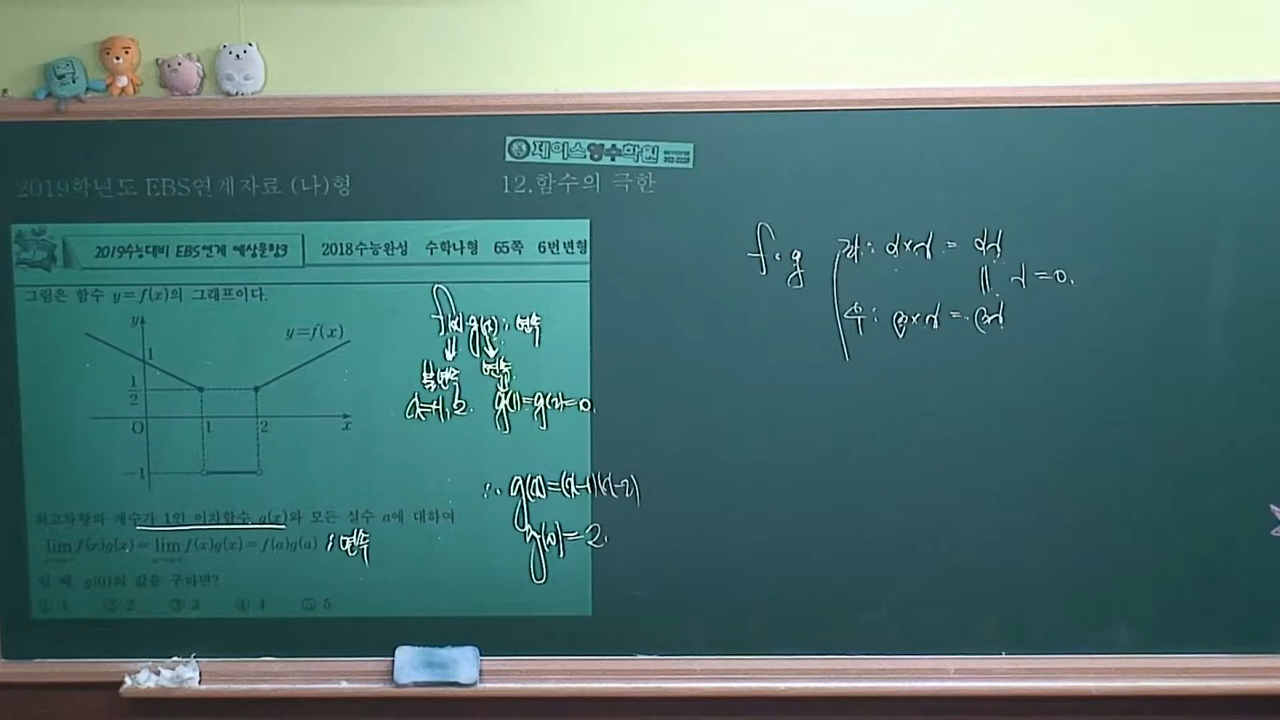 제이스영수학원
2019학년도 EBS연계자료 (나)형
12.함수의 극한
2019수능대비 EBS연계 예상문항3
2018수능완성 수학나형 65쪽 6번변형
그림은 함수 y=f(x)의 그래프이다.
y
y=f(x)
1
1/2
O 1 2 x
-1
최고차항의 계수가 1인 이차함수 g(x)와 모든 실수 a에 대하여
lim f(x)g(x)= lim f(x)g(x)=f(a)g(a) : 연속
일 때, g(0)의 값을 구하면?
① 1 ② 2 ③ 3 ④ 4 ⑤ 5
f(x)g(x) : 연속
불연속 연속
x=1, 2. g(1)=g(2)=0.
∴ g(x)=(x-1)(x-2)
g(0)=2.
f·g
좌 : α×γ = αγ
|| γ=0.
우 : β×γ = βγ